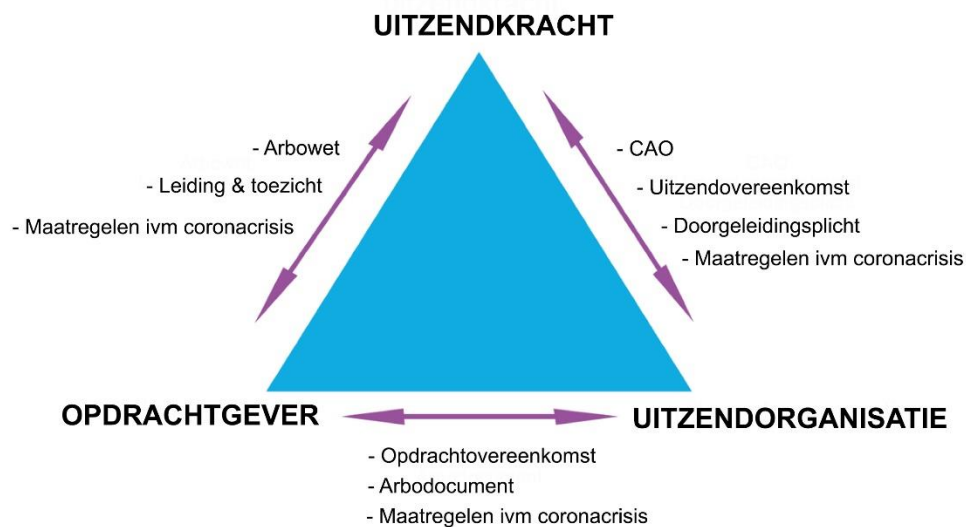 UITZENDKRACHT
- Arbowet
- Leiding & toezicht
- Maatregelen ivm coronacrisis
- CAO
- Uitzendovereenkomst
- Doorgeleidingsplicht
- Maatregelen ivm coronacrisis
OPDRACHTGEVER
UITZENDORGANISATIE
- Opdrachtovereenkomst
- Arbodocument
- Maatregelen ivm coronacrisis